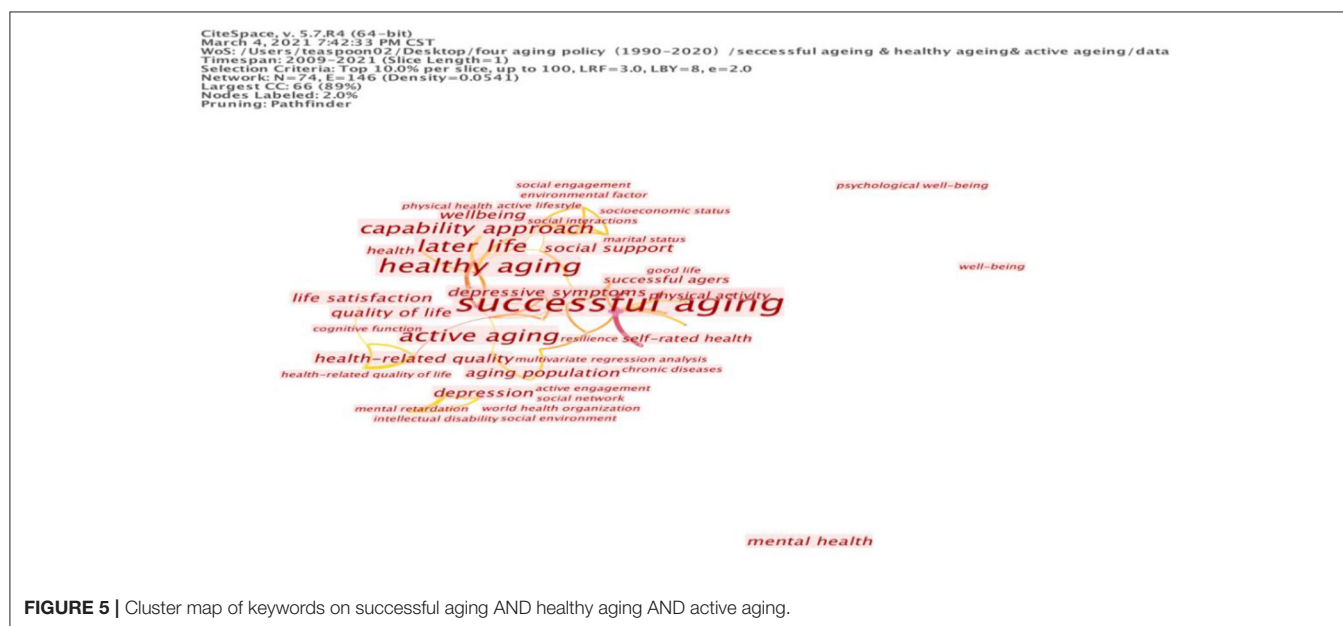 CiteSpace, v. 5.7.R4 (64-bit)
March 4, 2021 7:42:33 PM CST
WoS: /Users/teaspoon02/Desktop/four aging policy (1990-2020) /seccessful ageing & healthy ageing& active ageing/data
Timespan: 2009-2021 (Slice Length=1)
Selection Criteria: Top 10.0% per slice, up to 100, LRF=3.0, LBY=8, e=2.0
Network: N=74, E=146 (Density=0.0541)
Largest CC: 66 (89%)
Nodes Labeled: 2.0%
Pruning: Pathfinder
social engagement
psychological well-being
environmental factor
physical health active lifestyle
wellbeing
socioeconomic status
social interactions
capability approach
marital status
health
later life
social support
healthy aging
good life
well-being
successful agers
depressive symptoms
physical activity
life satisfaction
successful aging
quality of life
cognitive function
active aging
resilience
self-rated health
health-related quality
multivariate regression analysis
health-related quality of life
aging population
chronic diseases
depression
active engagement
social network
mental retardation
world health organization
intellectual disability
social environment
mental health
FIGURE 5 | Cluster map of keywords on successful aging AND healthy aging AND active aging.